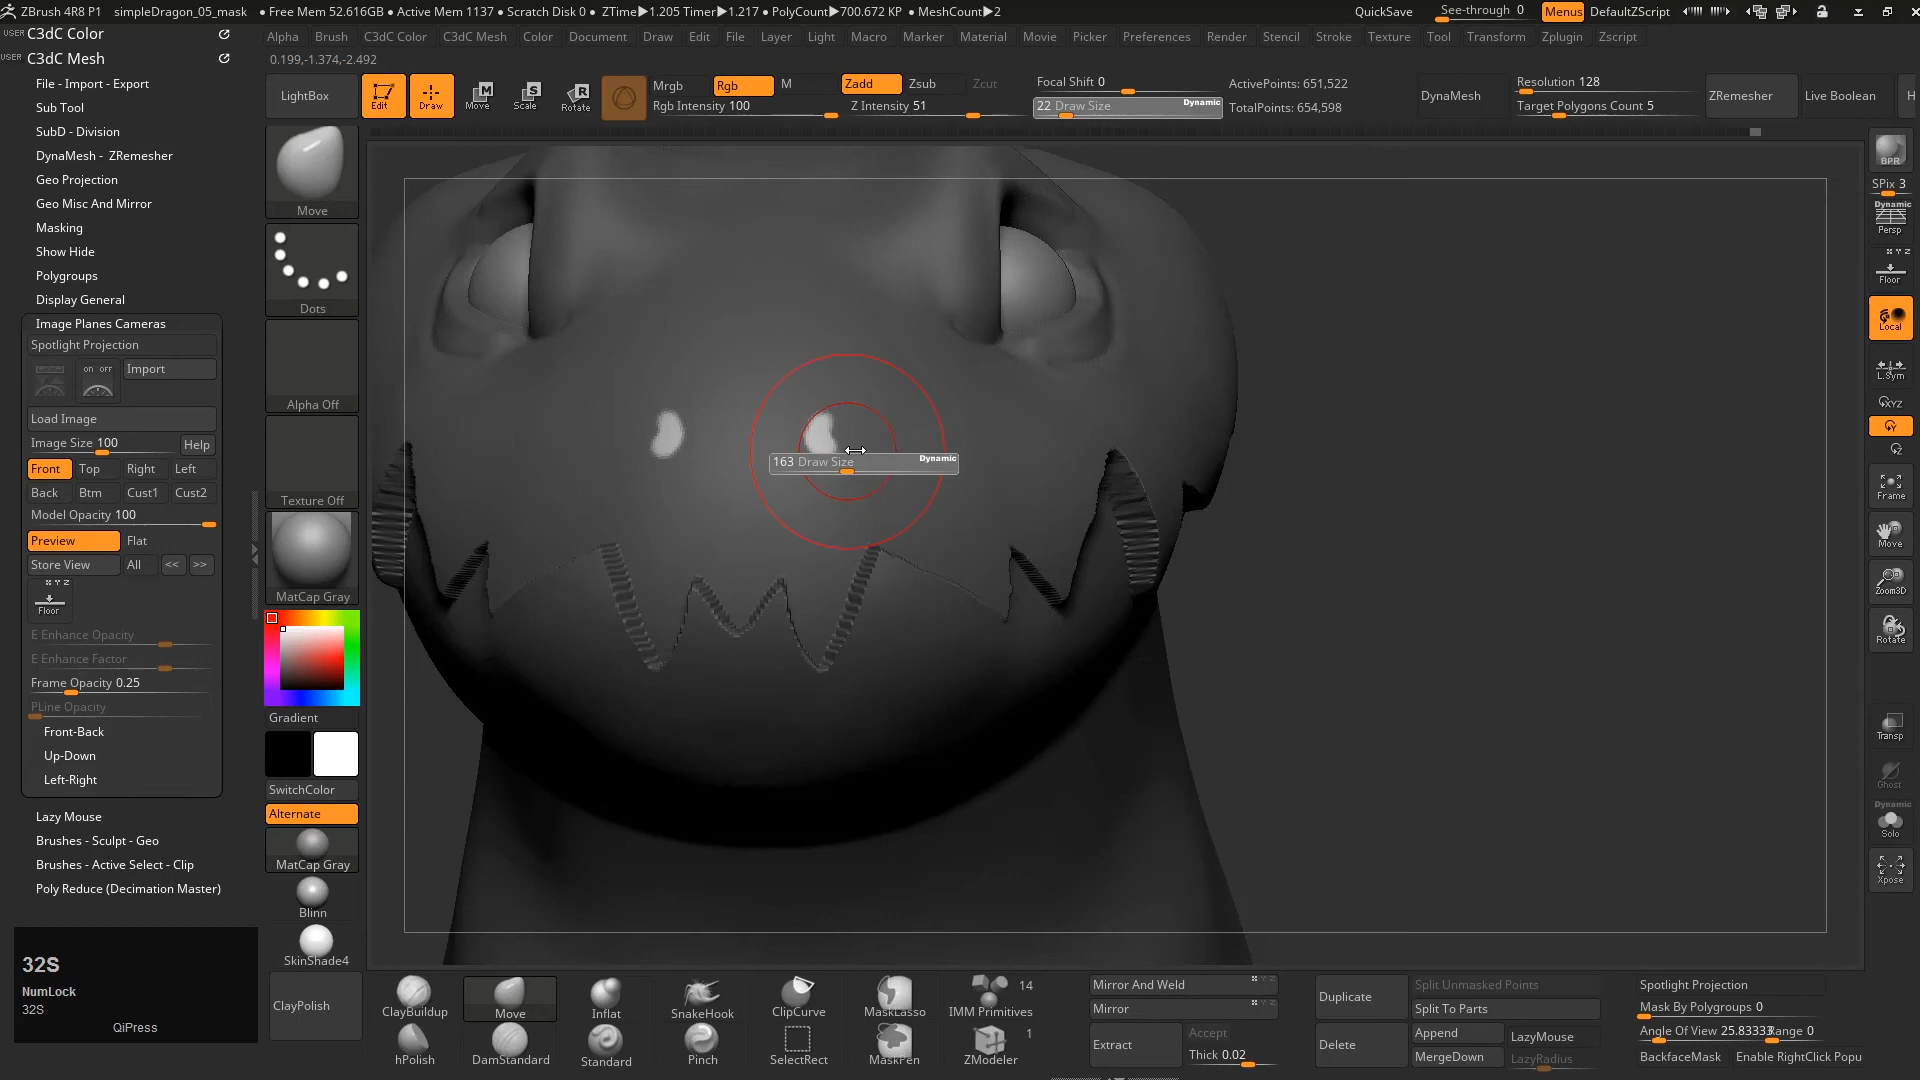 ZBrush 4R8 P1 simpleDragon_05_mask • Free Mem 52.616GB • Active Mem 1137 • Scratch Disk 0 • ZTime▶1.205 Timer▶1.217 • PolyCount▶700.672 KP • MeshCount▶2 QuickSave See-through 0 Menus DefaultZScript
USER C3dC Color
Alpha Brush C3dC Color C3dC Mesh Color Document Draw Edit File Layer Light Macro Marker Material Movie Picker Preferences Render Stencil Stroke Texture Tool Transform Zplugin Zscript
USER C3dC Mesh
0.199,-1.374,-2.492
File - Import - Export
Sub Tool
SubD - Division
DynaMesh - ZRemesher
Geo Projection
Geo Misc And Mirror
Masking
Show Hide
Polygroups
Display General
Image Planes Cameras
Spotlight Projection
on off
Import
Load Image
Image Size 100
Help
Front Top Right Left
Back Btm Cust1 Cust2
Model Opacity 100
Preview Flat
Store View All << >>
X Y Z
Floor
E Enhance Opacity
E Enhance Factor
Frame Opacity 0.25
PLine Opacity
Front-Back
Up-Down
Left-Right
Lazy Mouse
Brushes - Sculpt - Geo
Brushes - Active Select - Clip
Poly Reduce (Decimation Master)
32S
NumLock
32S
QiPress
LightBox
Edit Draw Move Scale Rotate
Mrgb Rgb M
Rgb Intensity 100
Zadd Zsub Zcut
Z Intensity 51
Focal Shift 0
22 Draw Size Dynamic
ActivePoints: 651,522
TotalPoints: 654,598
DynaMesh
Resolution 128
Target Polygons Count 5
ZRemesher
Live Boolean
H
Move
Dots
Alpha Off
Texture Off
MatCap Gray
Gradient
SwitchColor
Alternate
MatCap Gray
Blinn
SkinShade4
ClayPolish
163 Draw Size Dynamic
BPR
SPix 3
Dynamic
Persp
X Y Z
Floor
Local
L.Sym
XYZ
Y
Z
Frame
Move
Zoom3D
Rotate
Transp
Ghost
Dynamic
Solo
Xpose
ClayBuildup Move Inflat SnakeHook ClipCurve MaskLasso IMM Primitives 14
hPolish DamStandard Standard Pinch SelectRect MaskPen ZModeler 1
Mirror And Weld X Y Z
Mirror X Y Z
Extract
Accept
Thick 0.02
Duplicate
Delete
Split Unmasked Points
Split To Parts
Append
MergeDown
LazyMouse
LazyRadius
Spotlight Projection
Mask By Polygroups 0
Angle Of View 25.83333
Range 0
BackfaceMask
Enable RightClick Popu